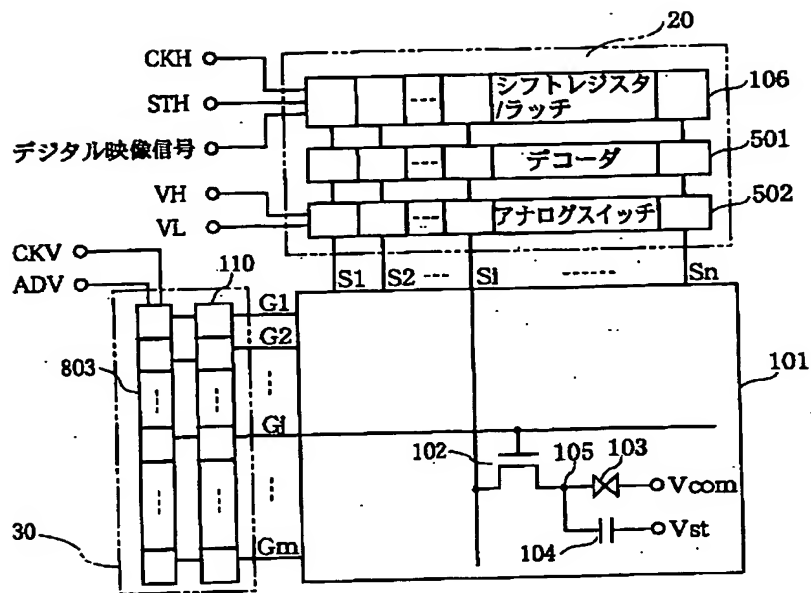 20
CKH
STH
デジタル映像信号
VH
VL
シフトレジスタ
/ラッチ
106
デコーダ
501
アナログスイッチ
502
CKV
ADV
110
S1 S2 Si Sn
G1
G2
803
101
Gi
102
105
103
Vcom
104
Vst
30
Gm